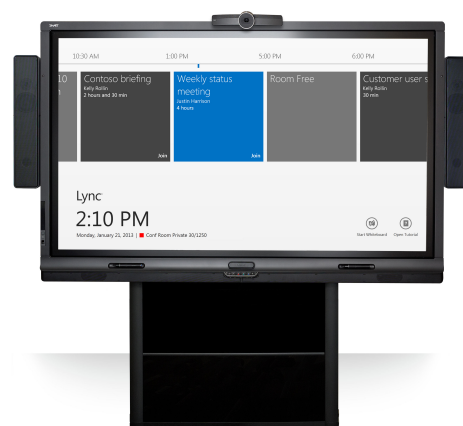 SMART
10:30 AM 1:00 PM 5:00 PM 6:00 PM
10
Contoso briefing
Kelly Rollin
2 hours and 30 min
Join
Weekly status
meeting
Justin Harrison
4 hours
Join
Room Free
Customer user s
Kelly Rollin
30 min
Lync
2:10 PM
Monday, January 21, 2013 | Conf Room Private 30/1250
Start Whiteboard Open Tutorial